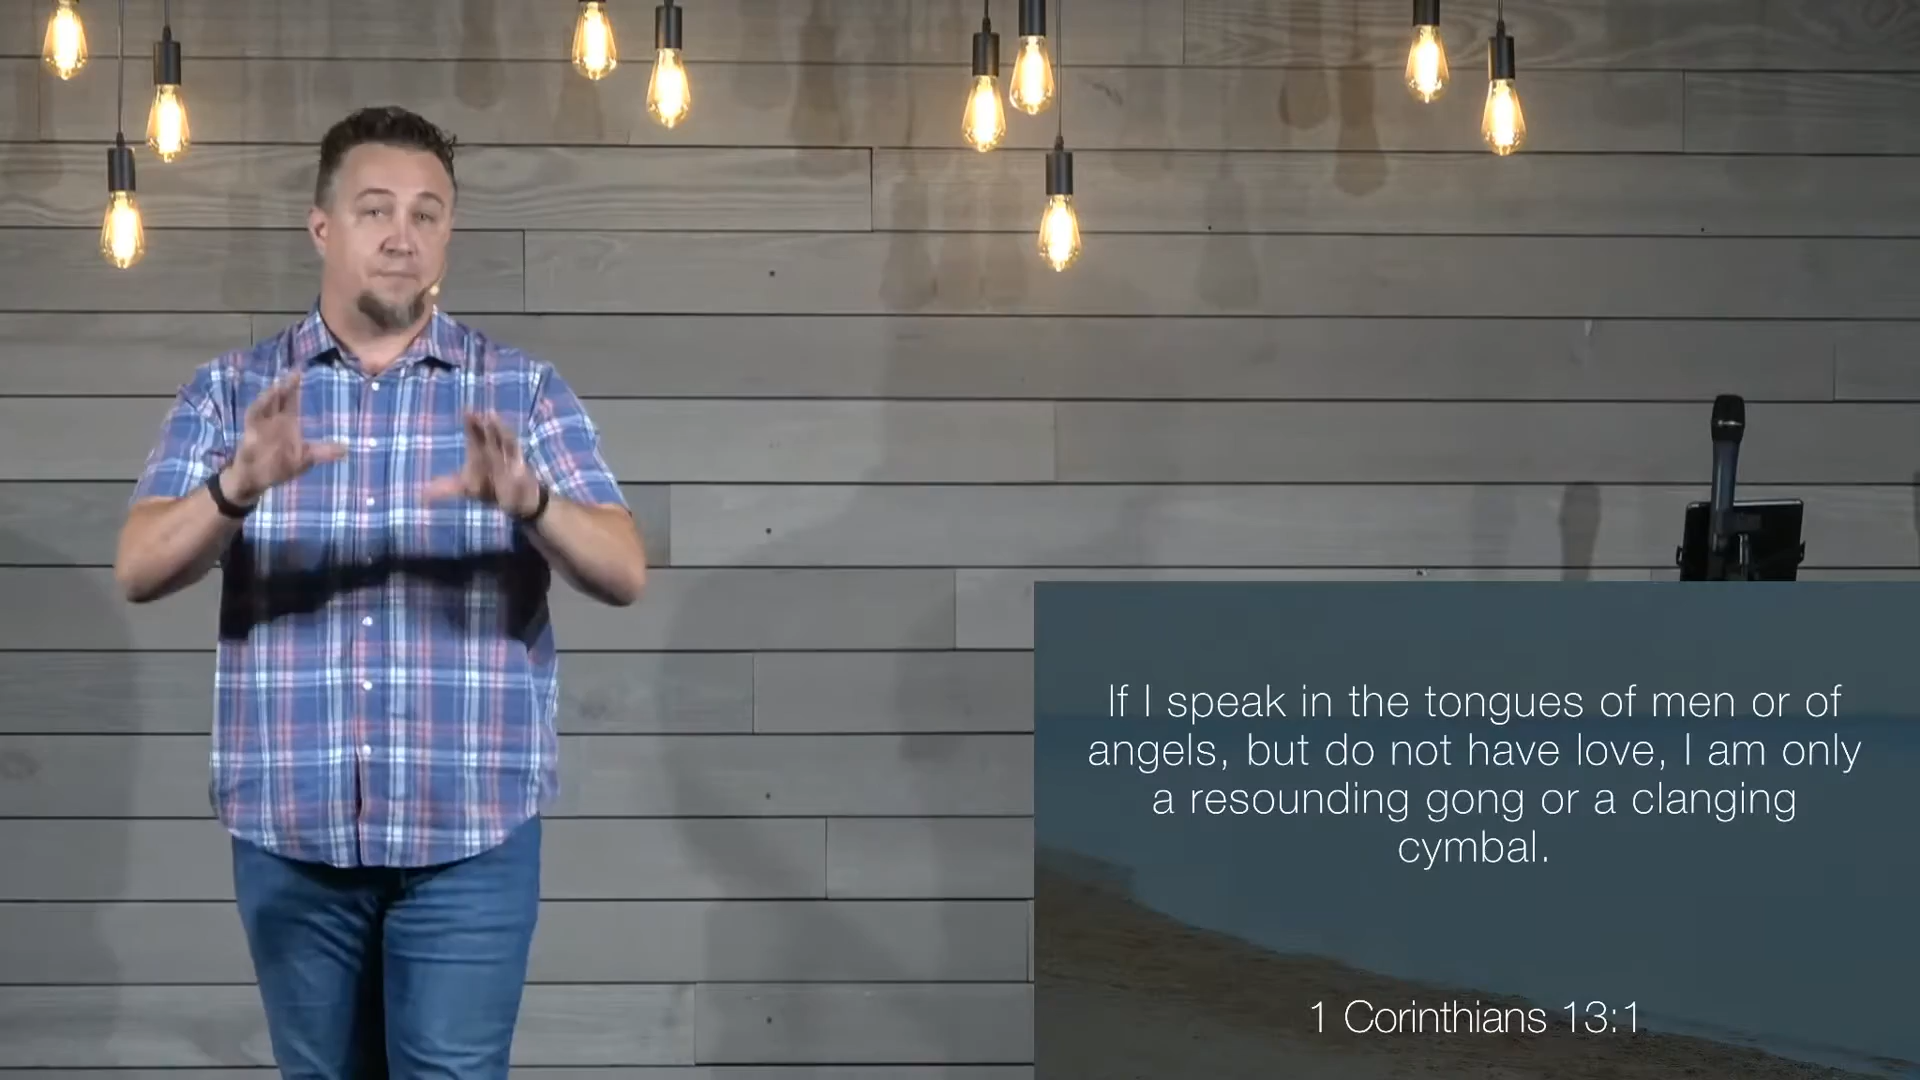 If I speak in the tongues of men or of
angels, but do not have love, I am only
a resounding gong or a clanging
cymbal.
1 Corinthians 13:1